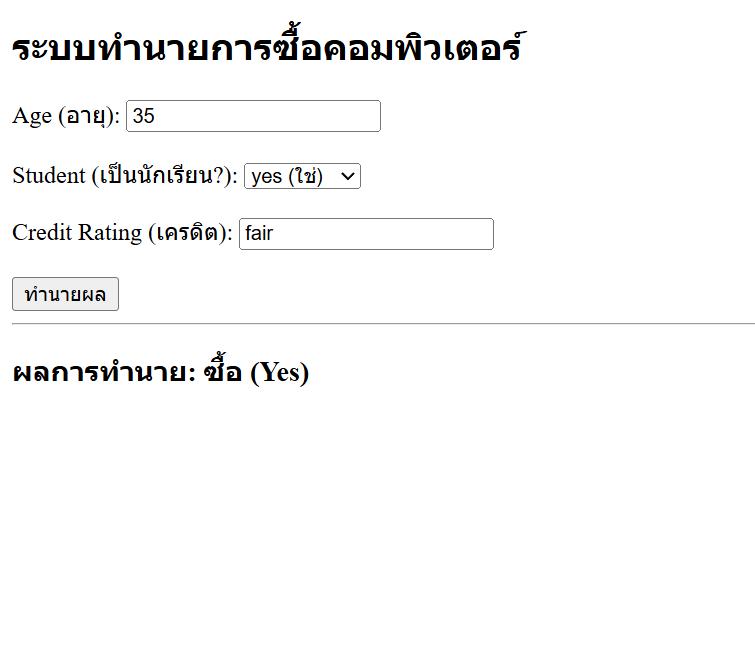 ระบบทำนายการซื้อคอมพิวเตอร์
Age (อายุ): 35
Student (เป็นนักเรียน?): yes (ใช่)
Credit Rating (เครดิต): fair
ทำนายผล
ผลการทำนาย: ซื้อ (Yes)